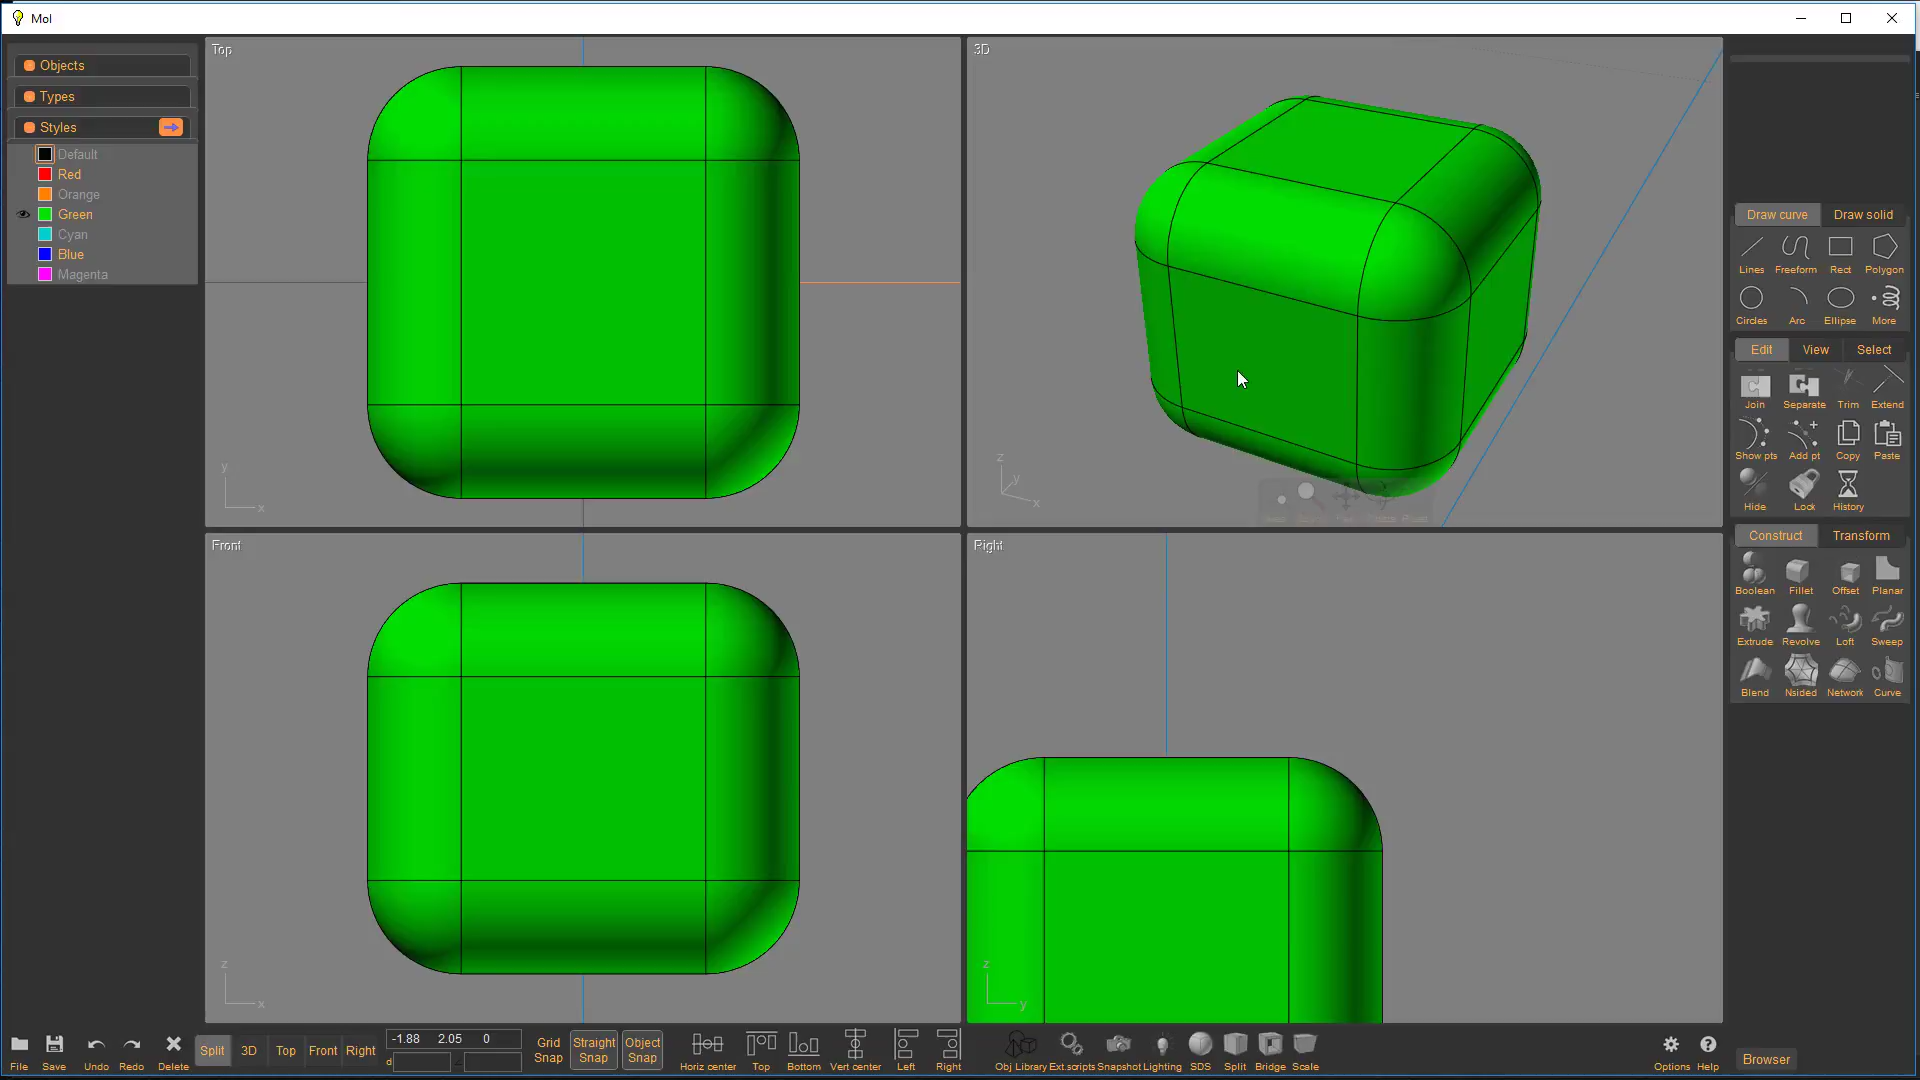 MoI
Objects
Types
Styles
Default
Red
Orange
Green
Cyan
Blue
Magenta
Top
y
x
3D
z
y
x
Front
z
x
Right
z
y
Draw curve Draw solid
Lines Freeform Rect Polygon
Circles Arc Ellipse More
Edit View Select
Join Separate Trim Extend
Show pts Add pt Copy Paste
Hide Lock History
Construct Transform
Boolean Fillet Offset Planar
Extrude Revolve Loft Sweep
Blend Nsided Network Curve
File Save Undo Redo Delete
Split 3D Top Front Right
-1.88 2.05 0
d
Grid Snap
Straight Snap
Object Snap
Horiz center Top Bottom Vert center Left Right
Obj Library Ext.scripts Snapshot Lighting SDS Split Bridge Scale
Options Help
Browser